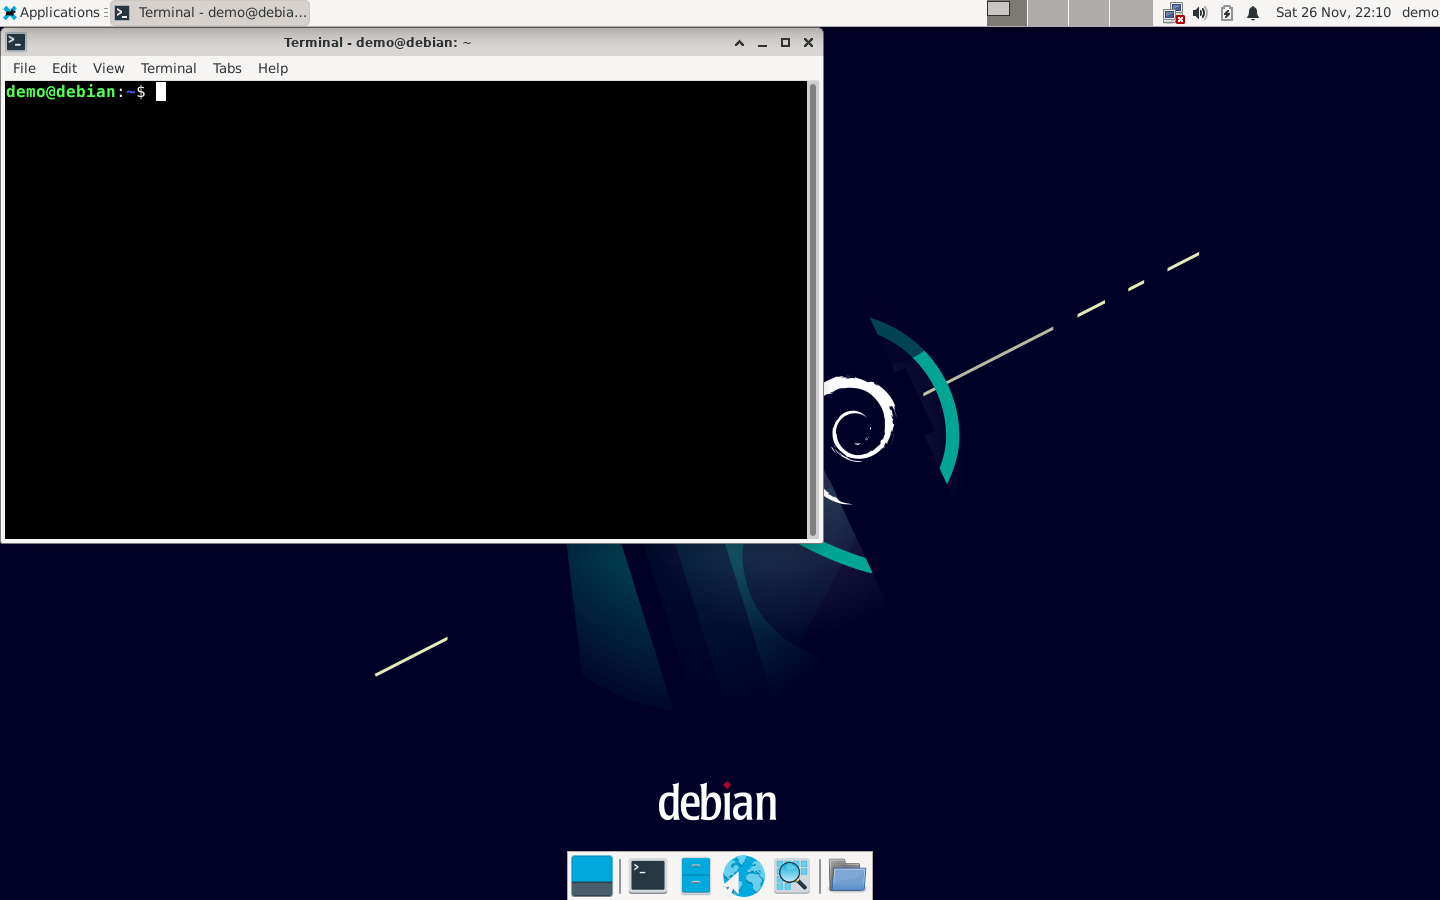 Applications
Terminal - demo@debia...
Sat 26 Nov, 22:10
demo
Terminal - demo@debian: ~
File Edit View Terminal Tabs Help
demo@debian:~$
debian